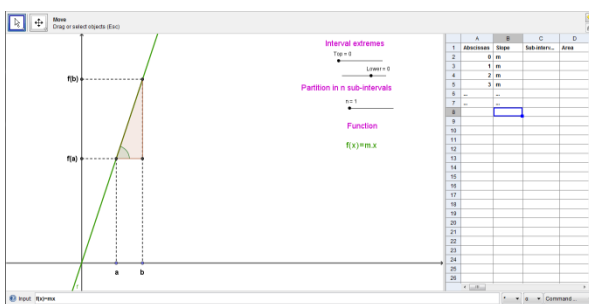 Move
Drag or select objects (Esc)
Interval extremes
Top = 0
Lower = 0
Partition in n sub-intervals
n = 1
Function
f(x)=m.x
f(b)
f(a)
a b
A B C D
1 Abscissas Slope Sub-interv... Area
2 0 m
3 1 m
4 2 m
5 3 m
6 ... ...
7 ... ...
8
9
10
11
12
13
14
15
16
17
18
19
20
21
22
23
24
25
26
Input: f(x)=mx
Command...